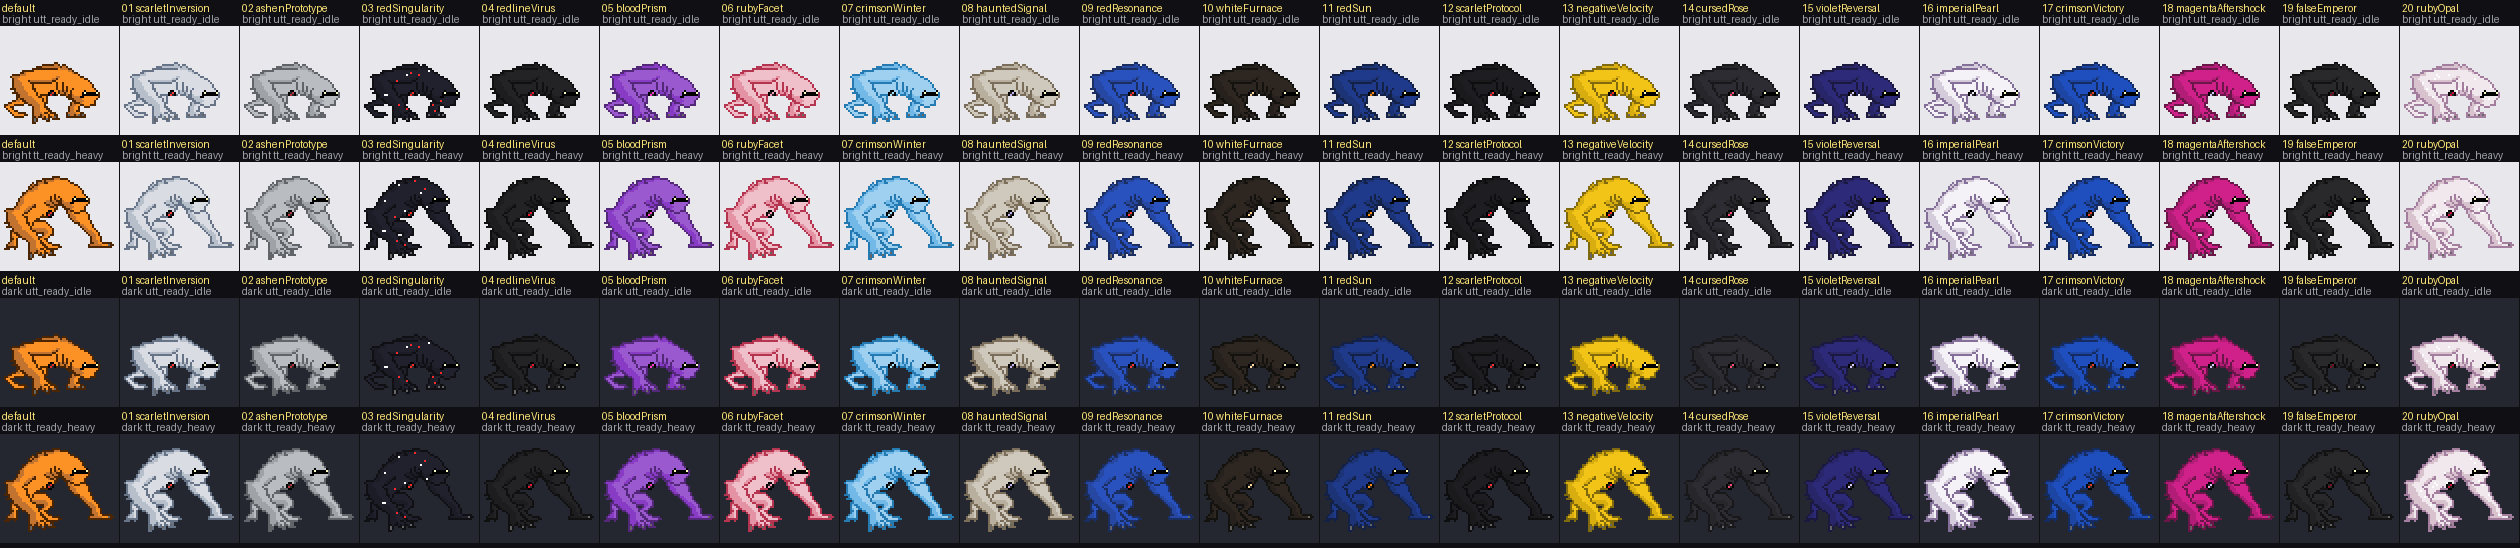 default 01 scarletInversion 02 ashenPrototype 03 redSingularity 04 redlineVirus 05 bloodPrism 06 rubyFacet 07 crimsonWinter 08 hauntedSignal 09 redResonance 10 whiteFurnace 11 redSun 12 scarletProtocol 13 negativeVelocity 14 cursedRose 15 violetReversal 16 imperialPearl 17 crimsonVictory 18 magentaAftershock 19 falseEmperor 20 rubyOpal
bright utt_ready_idle bright utt_ready_idle bright utt_ready_idle bright utt_ready_idle bright utt_ready_idle bright utt_ready_idle bright utt_ready_idle bright utt_ready_idle bright utt_ready_idle bright utt_ready_idle bright utt_ready_idle bright utt_ready_idle bright utt_ready_idle bright utt_ready_idle bright utt_ready_idle bright utt_ready_idle bright utt_ready_idle bright utt_ready_idle bright utt_ready_idle bright utt_ready_idle bright utt_ready_idle
default 01 scarletInversion 02 ashenPrototype 03 redSingularity 04 redlineVirus 05 bloodPrism 06 rubyFacet 07 crimsonWinter 08 hauntedSignal 09 redResonance 10 whiteFurnace 11 redSun 12 scarletProtocol 13 negativeVelocity 14 cursedRose 15 violetReversal 16 imperialPearl 17 crimsonVictory 18 magentaAftershock 19 falseEmperor 20 rubyOpal
bright tt_ready_heavy bright tt_ready_heavy bright tt_ready_heavy bright tt_ready_heavy bright tt_ready_heavy bright tt_ready_heavy bright tt_ready_heavy bright tt_ready_heavy bright tt_ready_heavy bright tt_ready_heavy bright tt_ready_heavy bright tt_ready_heavy bright tt_ready_heavy bright tt_ready_heavy bright tt_ready_heavy bright tt_ready_heavy bright tt_ready_heavy bright tt_ready_heavy bright tt_ready_heavy bright tt_ready_heavy bright tt_ready_heavy
default 01 scarletInversion 02 ashenPrototype 03 redSingularity 04 redlineVirus 05 bloodPrism 06 rubyFacet 07 crimsonWinter 08 hauntedSignal 09 redResonance 10 whiteFurnace 11 redSun 12 scarletProtocol 13 negativeVelocity 14 cursedRose 15 violetReversal 16 imperialPearl 17 crimsonVictory 18 magentaAftershock 19 falseEmperor 20 rubyOpal
dark utt_ready_idle dark utt_ready_idle dark utt_ready_idle dark utt_ready_idle dark utt_ready_idle dark utt_ready_idle dark utt_ready_idle dark utt_ready_idle dark utt_ready_idle dark utt_ready_idle dark utt_ready_idle dark utt_ready_idle dark utt_ready_idle dark utt_ready_idle dark utt_ready_idle dark utt_ready_idle dark utt_ready_idle dark utt_ready_idle dark utt_ready_idle dark utt_ready_idle dark utt_ready_idle
default 01 scarletInversion 02 ashenPrototype 03 redSingularity 04 redlineVirus 05 bloodPrism 06 rubyFacet 07 crimsonWinter 08 hauntedSignal 09 redResonance 10 whiteFurnace 11 redSun 12 scarletProtocol 13 negativeVelocity 14 cursedRose 15 violetReversal 16 imperialPearl 17 crimsonVictory 18 magentaAftershock 19 falseEmperor 20 rubyOpal
dark tt_ready_heavy dark tt_ready_heavy dark tt_ready_heavy dark tt_ready_heavy dark tt_ready_heavy dark tt_ready_heavy dark tt_ready_heavy dark tt_ready_heavy dark tt_ready_heavy dark tt_ready_heavy dark tt_ready_heavy dark tt_ready_heavy dark tt_ready_heavy dark tt_ready_heavy dark tt_ready_heavy dark tt_ready_heavy dark tt_ready_heavy dark tt_ready_heavy dark tt_ready_heavy dark tt_ready_heavy dark tt_ready_heavy